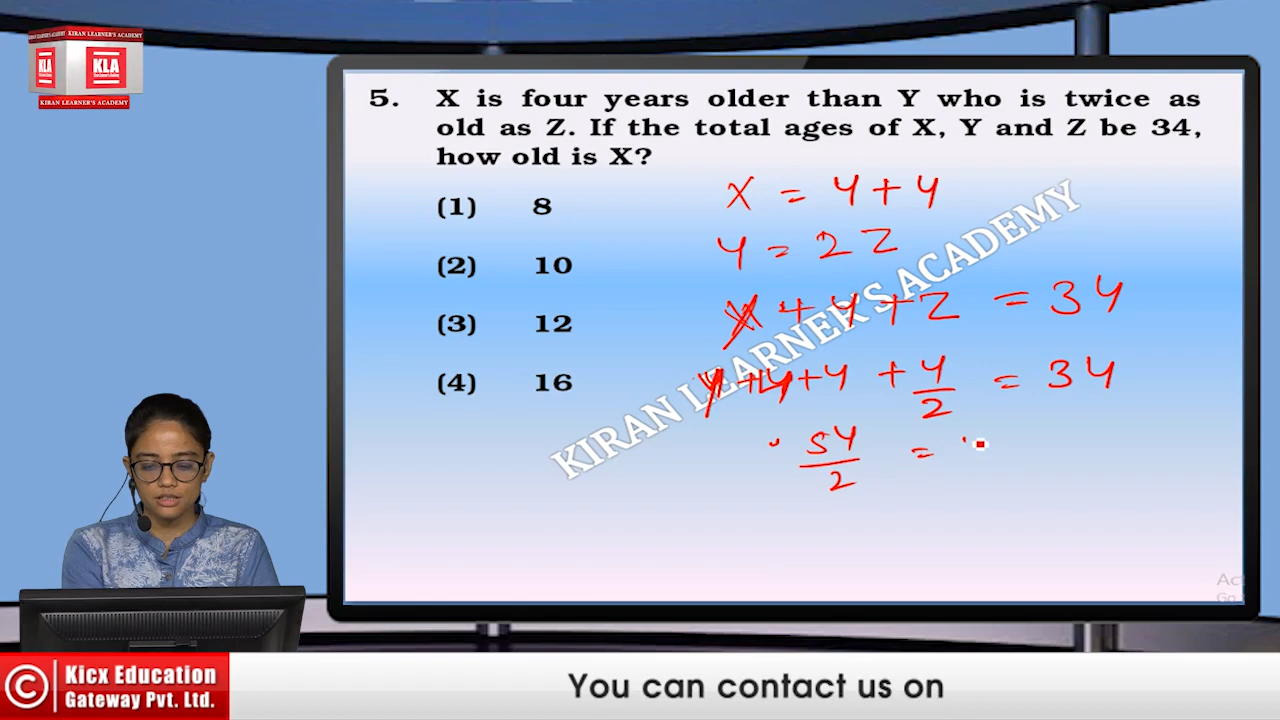 KIRAN LEARNER'S ACADEMY KIRAN LEARNER'S ACADEMY
KLA KLA
KIRAN LEARNER'S ACADEMY
5. X is four years older than Y who is twice as
old as Z. If the total ages of X, Y and Z be 34,
how old is X?
(1) 8
(2) 10
(3) 12
(4) 16
X = Y + 4
Y = 2Z
X + Y + Z = 34
Y + 4 + Y + Y/2 = 34
5Y/2 =
KIRAN LEARNER'S ACADEMY
© Kicx Education
Gateway Pvt. Ltd.
You can contact us on